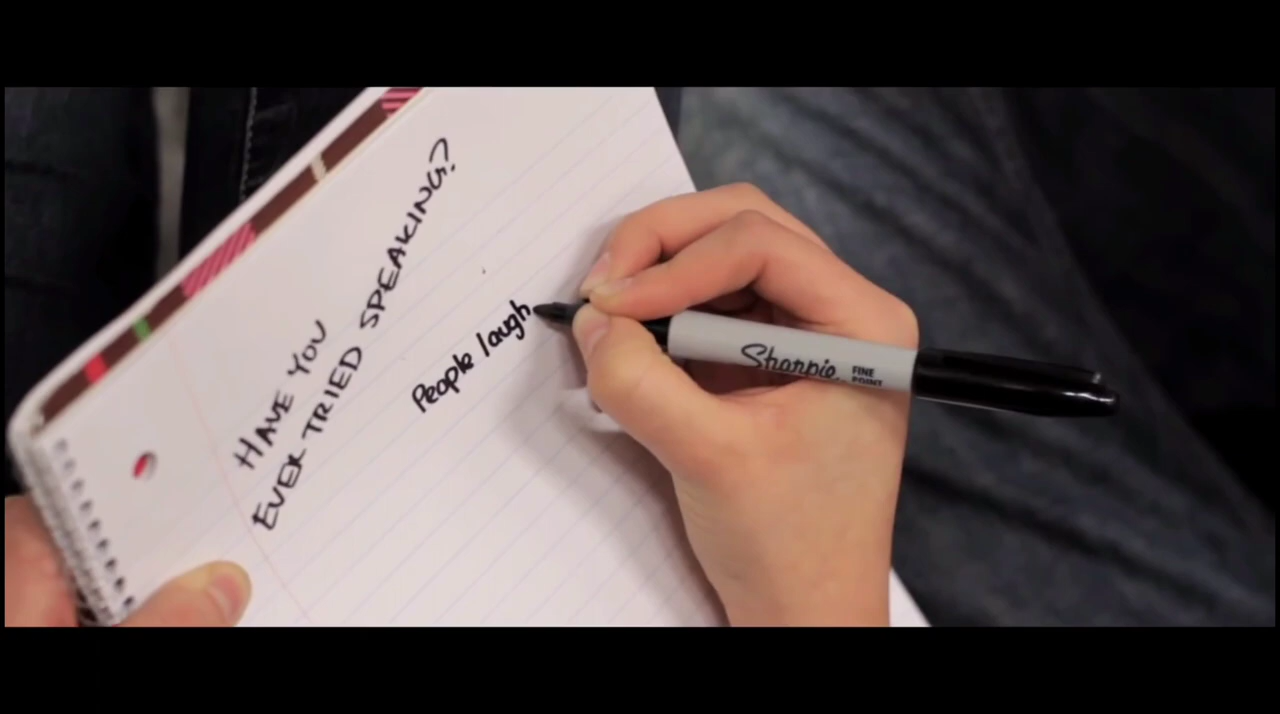 HAVE YOU
EVER TRIED SPEAKING?
People laugh
Sharpie
FINE
POINT